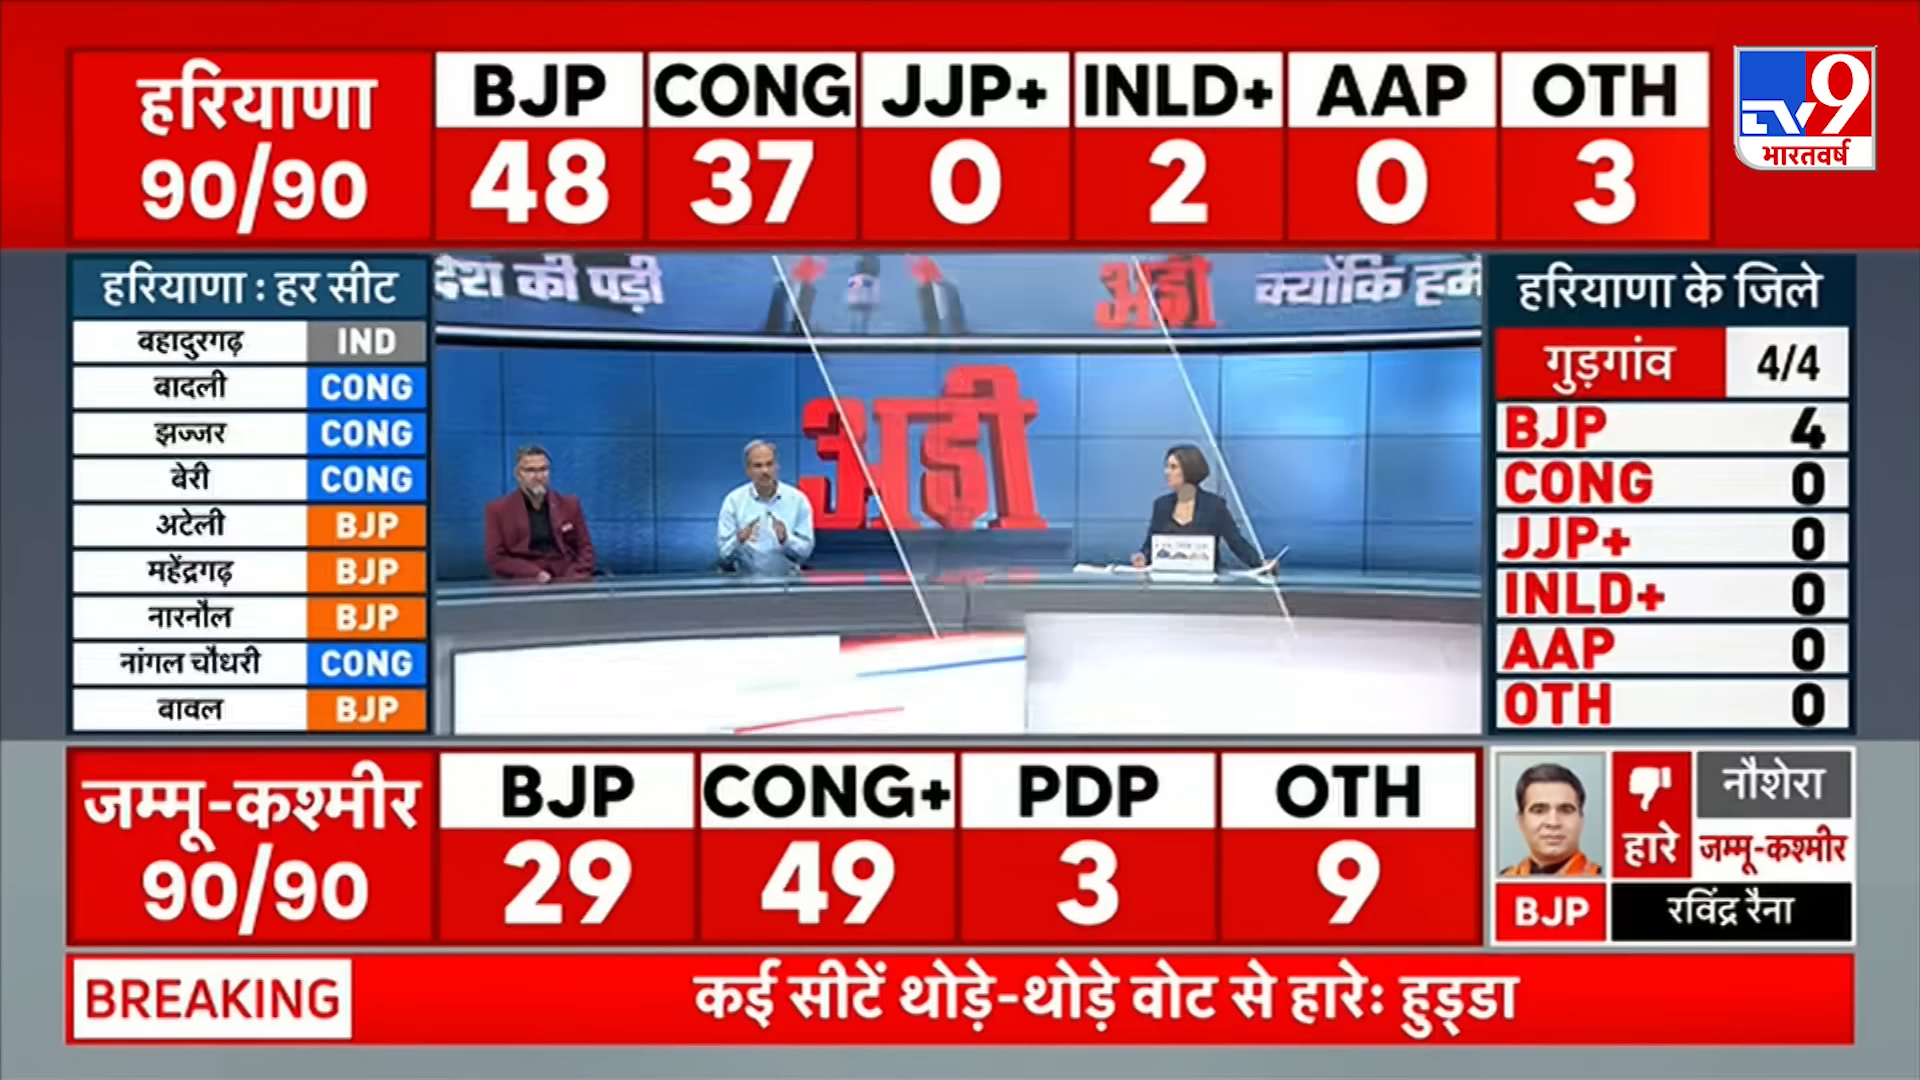 हरियाणा
90/90
BJP CONG JJP+ INLD+ AAP OTH
48 37 0 2 0 3
TV9
भारतवर्ष
हरियाणा : हर सीट
बहादुरगढ़ IND
बादली CONG
झज्जर CONG
बेरी CONG
अटेली BJP
महेंद्रगढ़ BJP
नारनौल BJP
नांगल चौधरी CONG
बावल BJP
देश की पड़ी
अड़ी
क्योंकि हम
अड़ी
हरियाणा के जिले
गुड़गांव 4/4
BJP 4
CONG 0
JJP+ 0
INLD+ 0
AAP 0
OTH 0
जम्मू-कश्मीर
90/90
BJP CONG+ PDP OTH
29 49 3 9
हारे
नौशेरा
जम्मू-कश्मीर
BJP रविंद्र रैना
BREAKING कई सीटें थोड़े-थोड़े वोट से हारेः हुड्डा